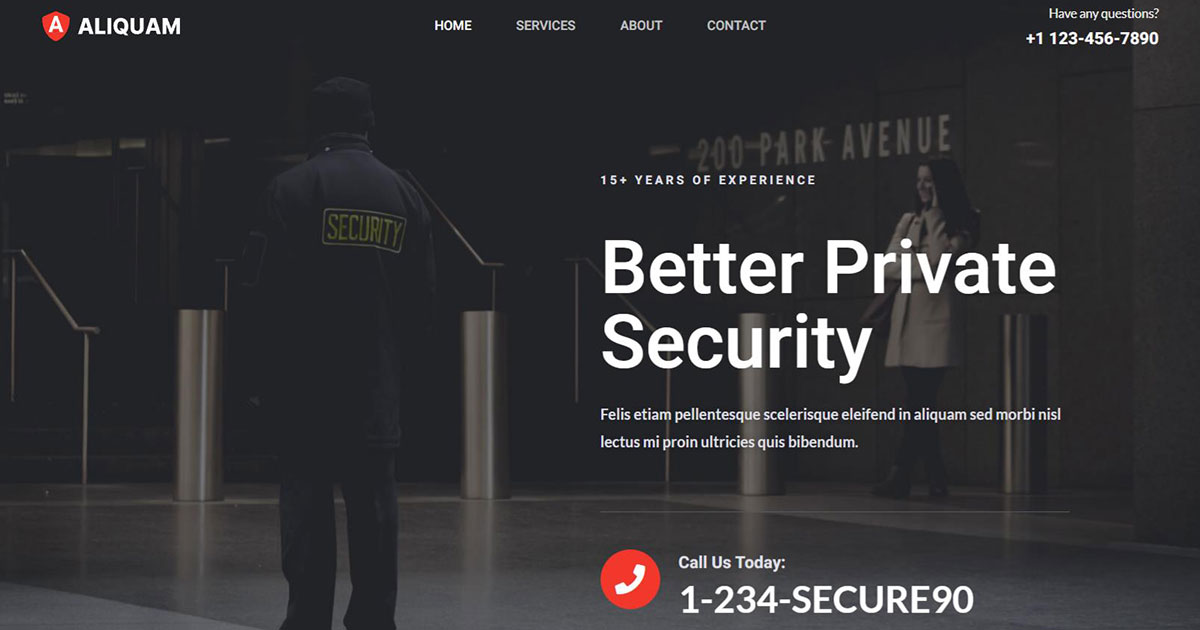 A ALIQUAM
HOME SERVICES ABOUT CONTACT
Have any questions?
+1 123-456-7890
200 PARK AVENUE
15+ YEARS OF EXPERIENCE
SECURITY
Better Private
Security
Felis etiam pellentesque scelerisque eleifend in aliquam sed morbi nisl
lectus mi proin ultricies quis bibendum.
Call Us Today:
1-234-SECURE90